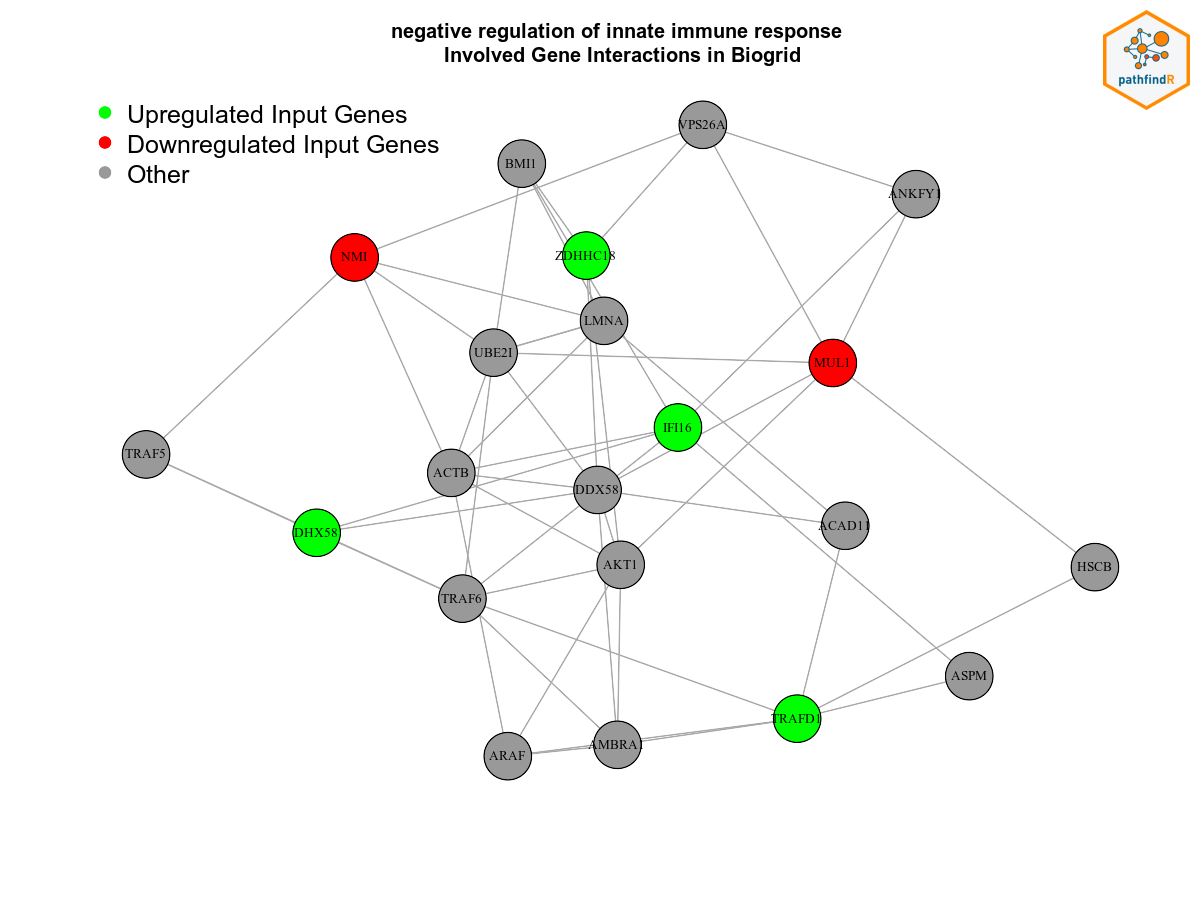 negative regulation of innate immune response
Involved Gene Interactions in Biogrid
pathfindR
Upregulated Input Genes
Downregulated Input Genes
Other
VPS26A
BMI1
ANKFY1
ZDHHC18
NMI
LMNA
UBE2I
MUL1
IFI16
TRAF5
ACTB
DDX58
ACAD11
DHX58
AKT1
HSCB
TRAF6
ASPM
TRAFD1
AMBRA1
ARAF